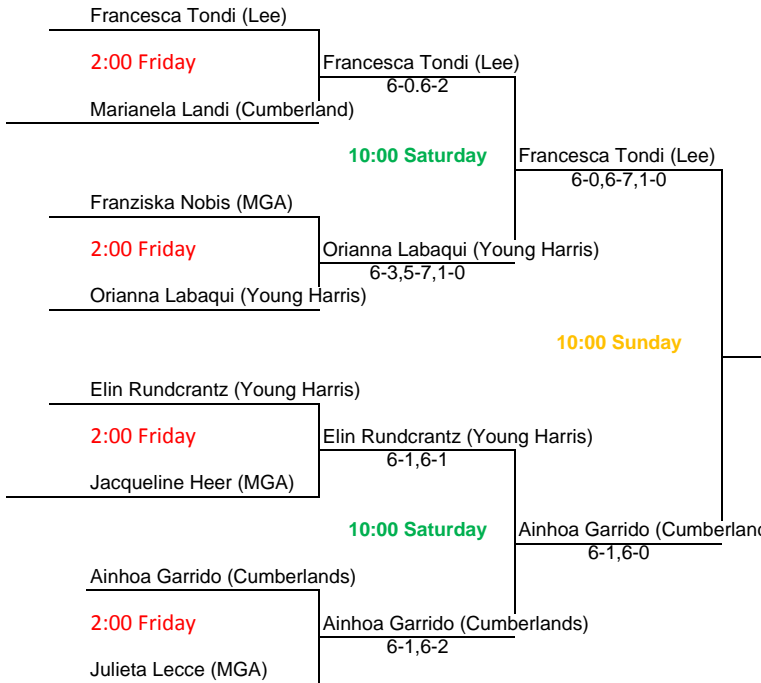 Francesca Tondi (Lee)
2:00 Friday
Francesca Tondi (Lee)
6-0.6-2
Marianela Landi (Cumberland)
10:00 Saturday
Francesca Tondi (Lee)
6-0,6-7,1-0
Franziska Nobis (MGA)
2:00 Friday
Orianna Labaqui (Young Harris)
6-3,5-7,1-0
Orianna Labaqui (Young Harris)
10:00 Sunday
Elin Rundcrantz (Young Harris)
2:00 Friday
Elin Rundcrantz (Young Harris)
6-1,6-1
Jacqueline Heer (MGA)
10:00 Saturday
Ainhoa Garrido (Cumberland
6-1,6-0
Ainhoa Garrido (Cumberlands)
2:00 Friday
Ainhoa Garrido (Cumberlands)
6-1,6-2
Julieta Lecce (MGA)